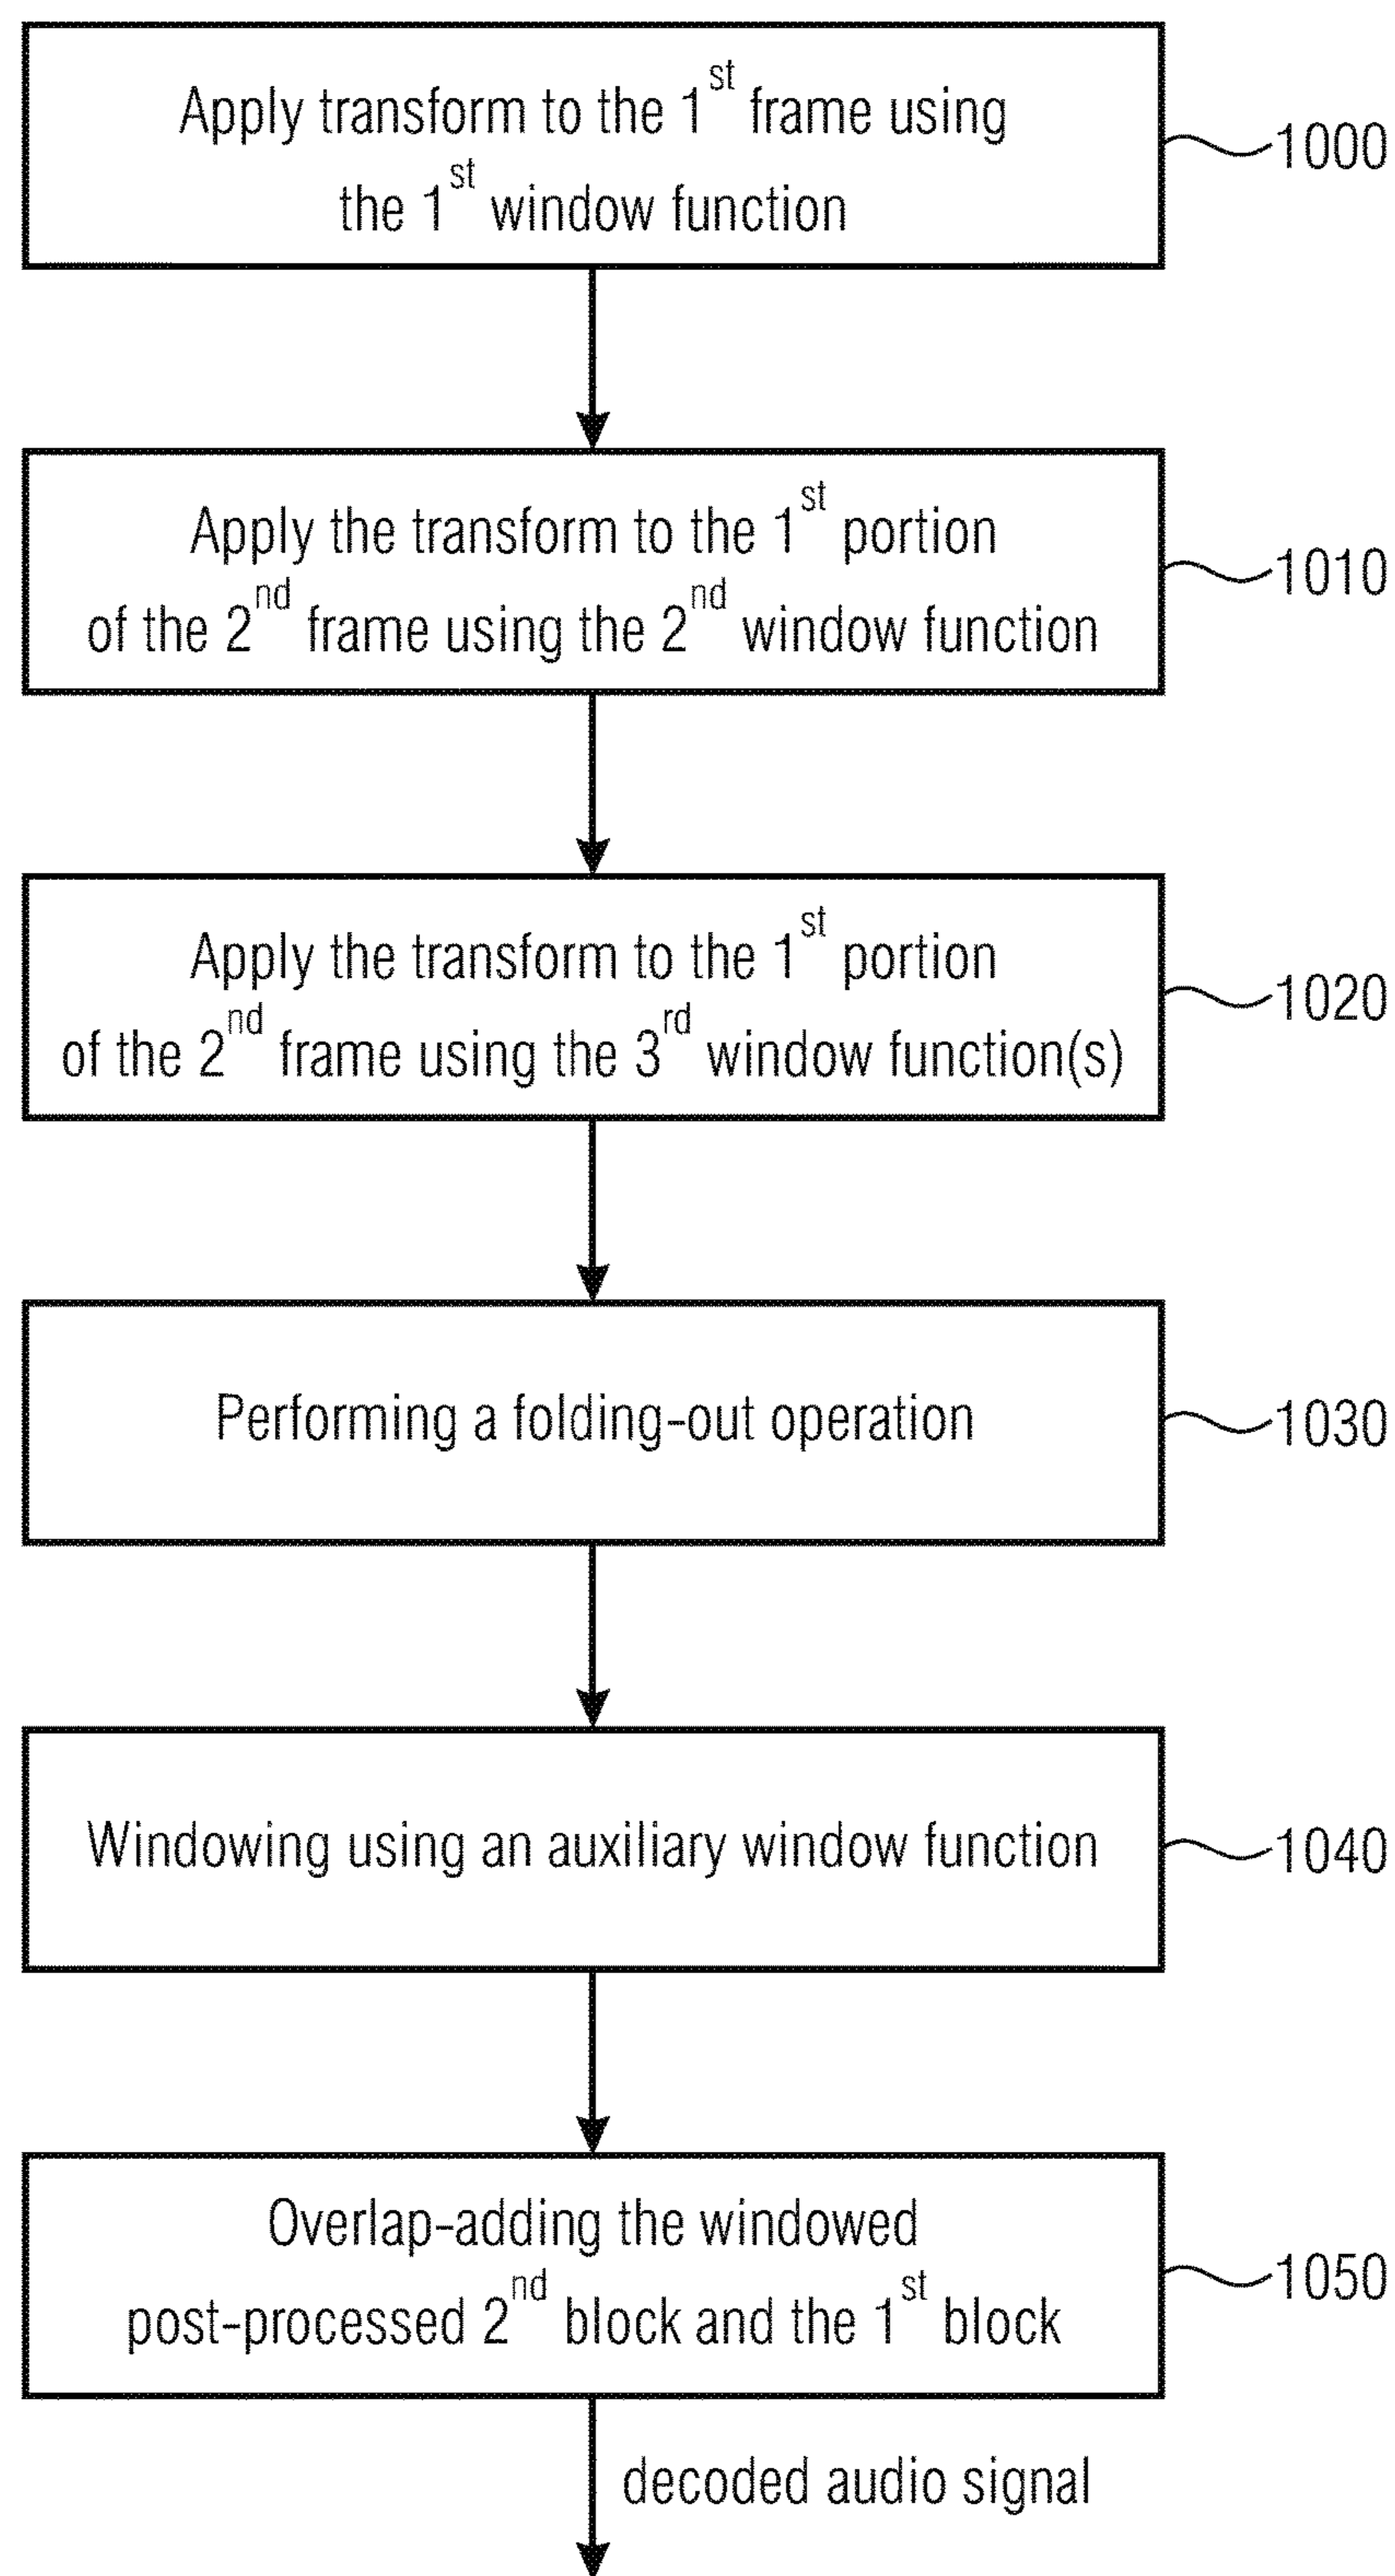 Apply transform to the 1st frame using
the 1st window function
1000
Apply the transform to the 1st portion
of the 2nd frame using the 2nd window function
1010
Apply the transform to the 1st portion
of the 2nd frame using the 3rd window function(s)
1020
Performing a folding-out operation
1030
Windowing using an auxiliary window function
1040
Overlap-adding the windowed
post-processed 2nd block and the 1st block
1050
decoded audio signal